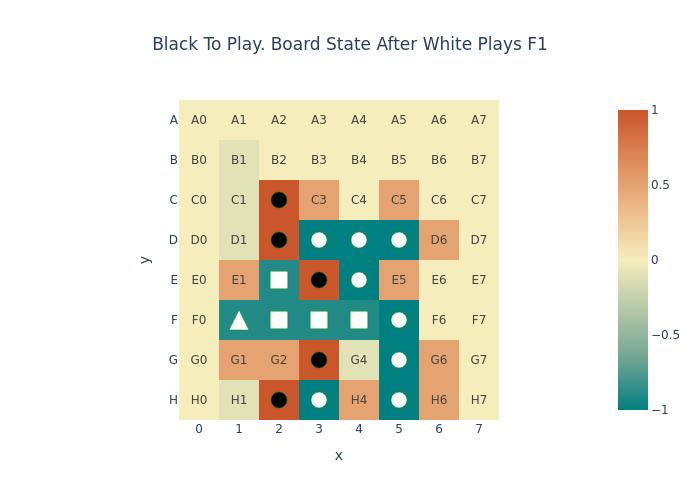 Black To Play. Board State After White Plays F1
A A0 A1 A2 A3 A4 A5 A6 A7
B B0 B1 B2 B3 B4 B5 B6 B7
C C0 C1 C3 C4 C5 C6 C7
D D0 D1 D6 D7
E E0 E1 E5 E6 E7
F F0 F6 F7
G G0 G1 G2 G4 G6 G7
H H0 H1 H4 H6 H7
0 1 2 3 4 5 6 7
x
y
1
0.5
0
−0.5
−1